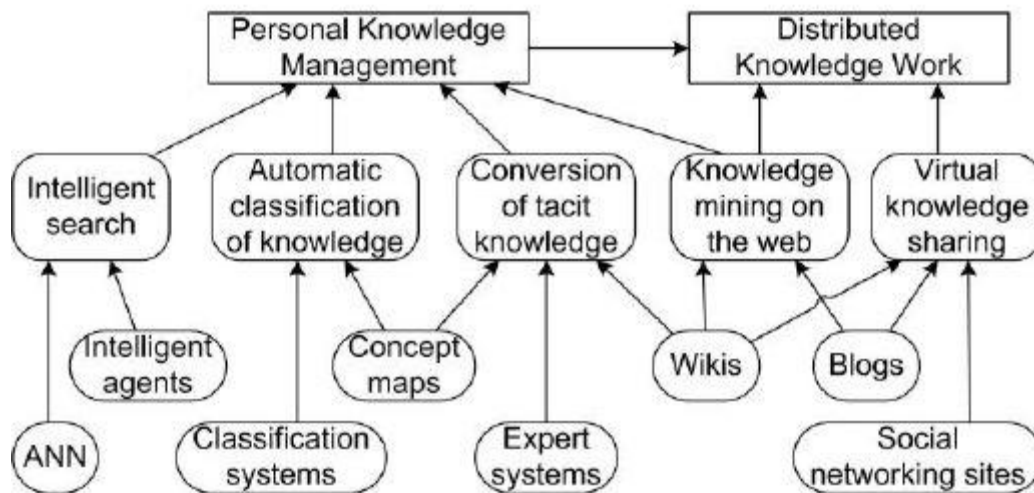 Personal Knowledge
Management
Distributed
Knowledge Work
Intelligent
search
Automatic
classification
of knowledge
Conversion
of tacit
knowledge
Knowledge
mining on
the web
Virtual
knowledge
sharing
Intelligent
agents
Concept
maps
Wikis
Blogs
ANN
Classification
systems
Expert
systems
Social
networking sites